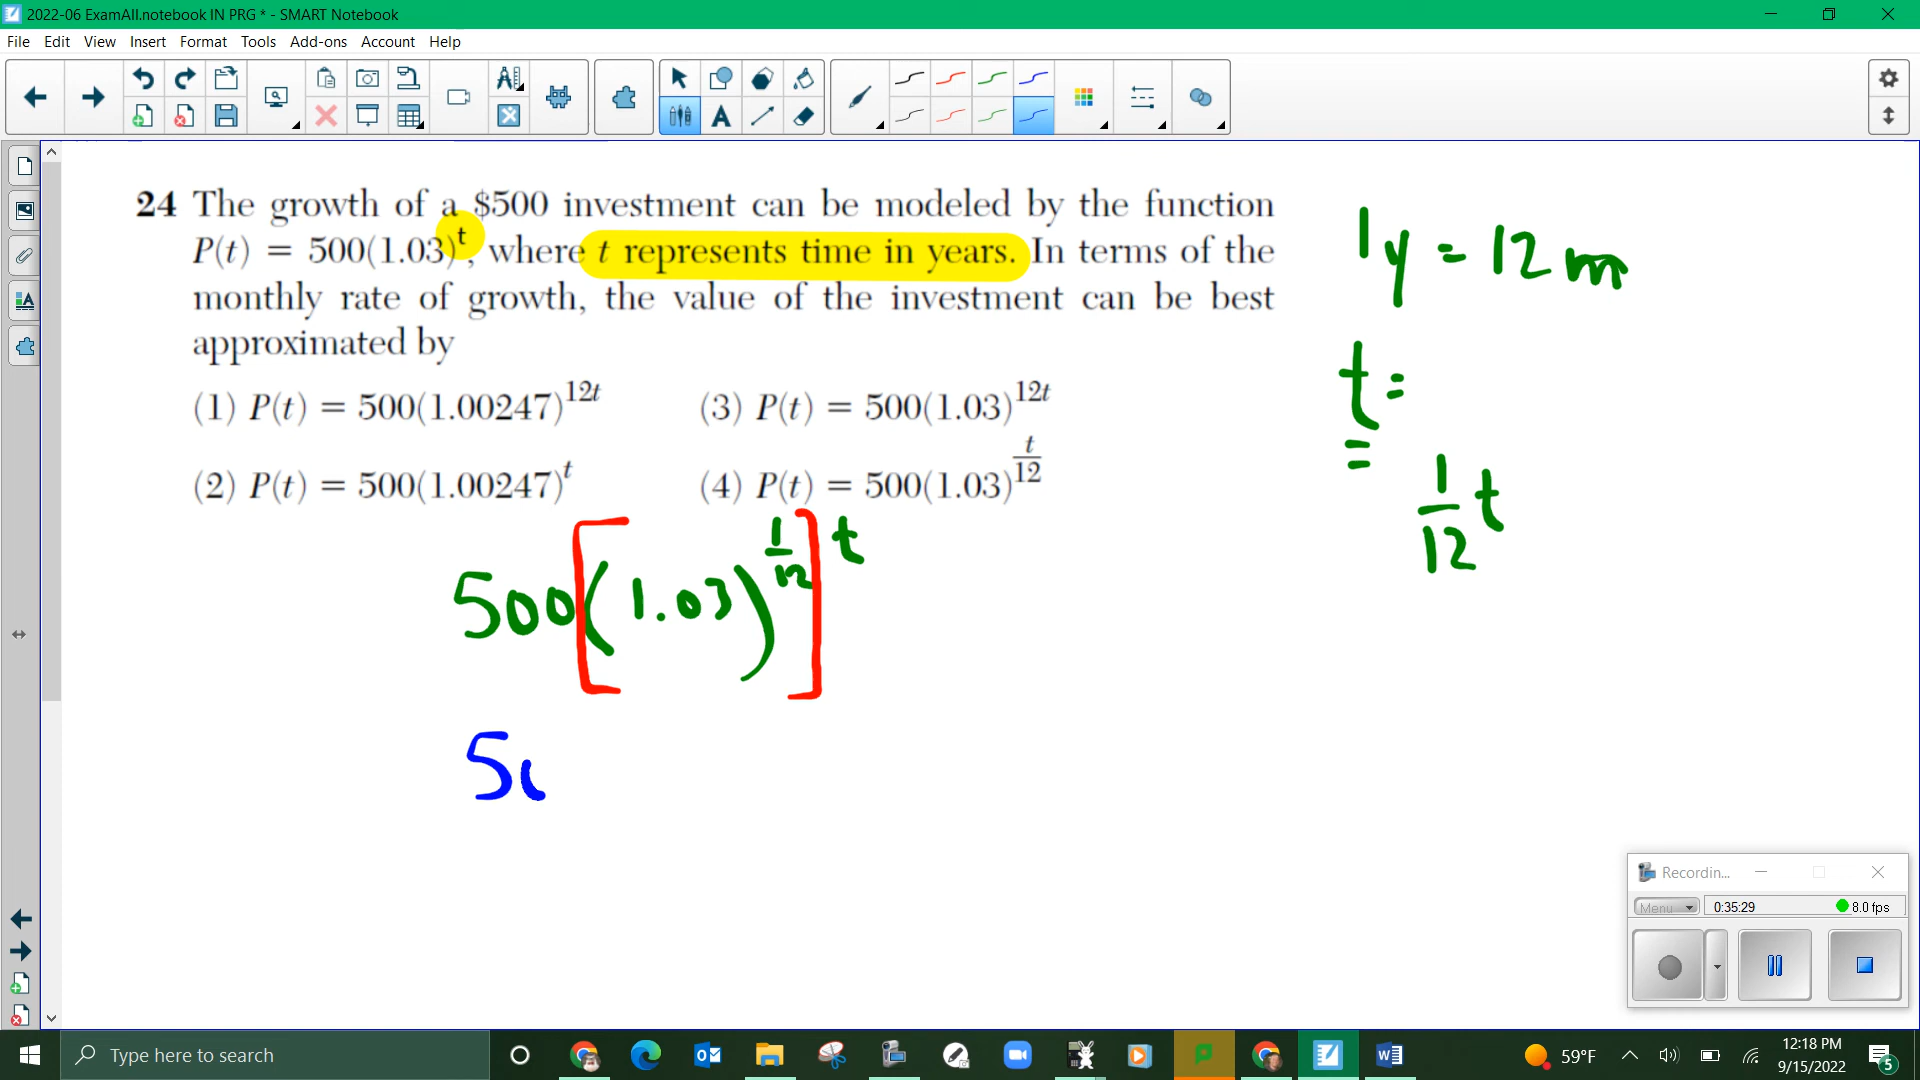 2022-06 ExamAll.notebook IN PRG * - SMART Notebook
File Edit View Insert Format Tools Add-ons Account Help
24 The growth of a $500 investment can be modeled by the function
P(t) = 500(1.03)^t, where t represents time in years. In terms of the
monthly rate of growth, the value of the investment can be best
approximated by
(1) P(t) = 500(1.00247)^12t (3) P(t) = 500(1.03)^12t
(2) P(t) = 500(1.00247)^t (4) P(t) = 500(1.03)^t/12
1y = 12 m
t =
1/12 t
500[(1.03)^1/12]^t
50
Recordin...
Menu 0:35:29 8.0 fps
Type here to search
59°F
12:18 PM
9/15/2022
5